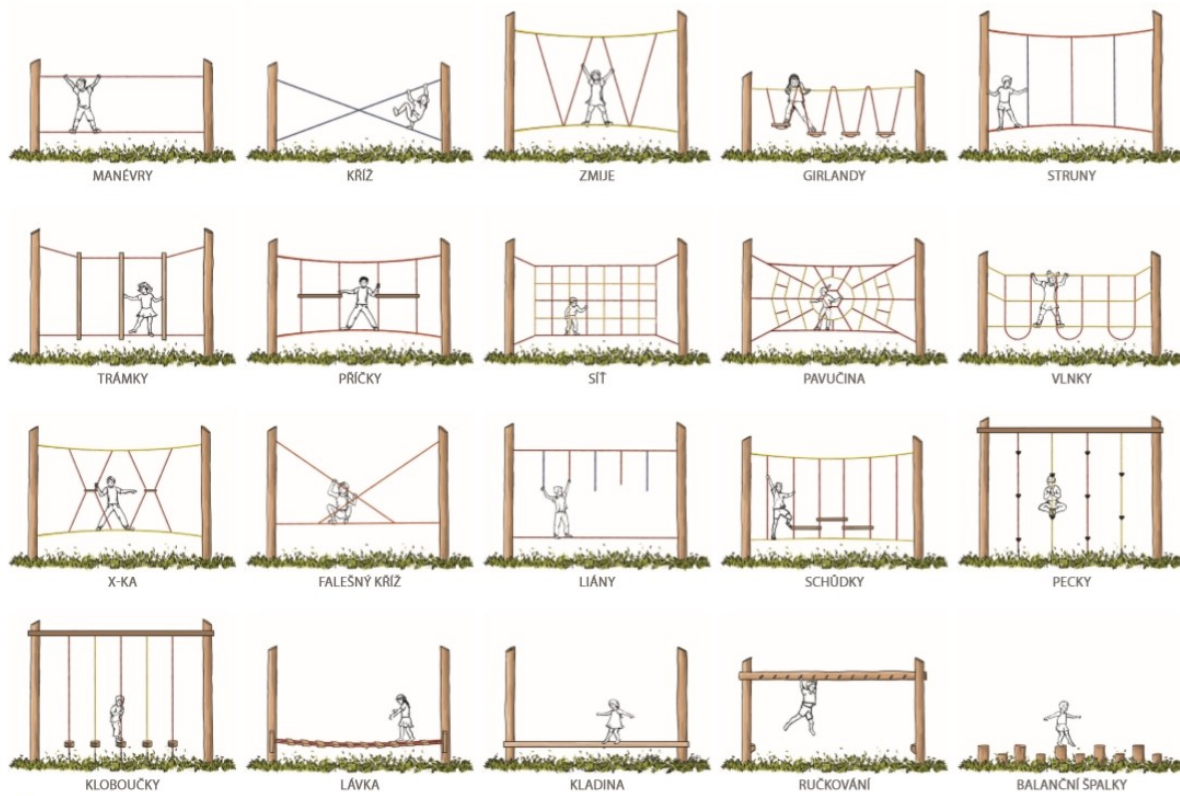 MANÉVRY
KŘÍŽ
ZMIJE
GIRLANDY
STRUNY
TRÁMKY
PŘÍČKY
SÍŤ
PAVUČINA
VLNKY
X-KA
FALEŠNÝ KŘÍŽ
LIÁNY
SCHŮDKY
PECKY
KLOBOUČKY
LÁVKA
KLADINA
RUČKOVÁNÍ
BALANČNÍ ŠPALKY